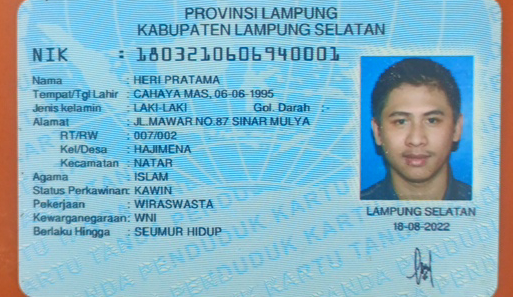 PROVINSI LAMPUNG
KABUPATEN LAMPUNG SELATAN
NIK : 1803210606940001
Nama : HERI PRATAMA
Tempat/Tgl Lahir : CAHAYA MAS, 06-06-1995
Jenis kelamin : LAKI-LAKI Gol. Darah :-
Alamat : JL.MAWAR NO.87 SINAR MULYA
RT/RW : 007/002
Kel/Desa : HAJIMENA
Kecamatan : NATAR
Agama : ISLAM
Status Perkawinan: KAWIN
Pekerjaan : WIRASWASTA
Kewarganegaraan: WNI
Berlaku Hingga : SEUMUR HIDUP
LAMPUNG SELATAN
18-08-2022